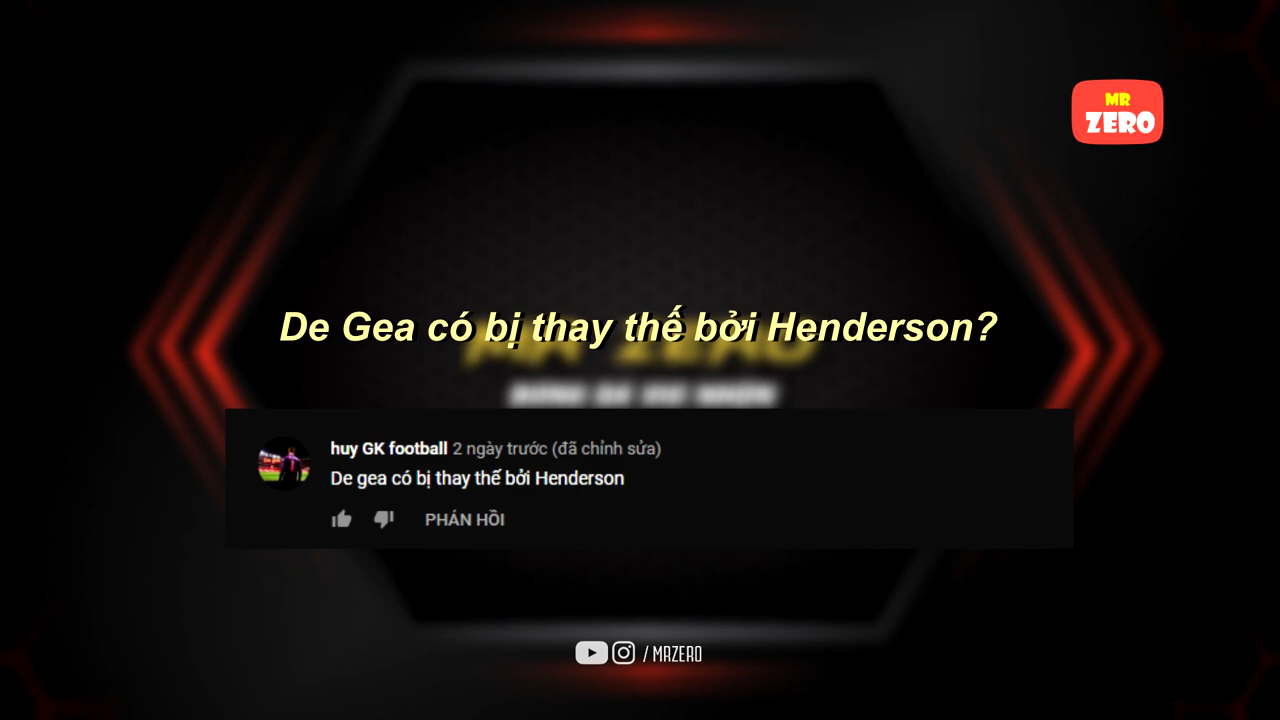 MR
ZERO
De Gea có bị thay thế bởi Henderson?
huy GK football 2 ngày trước (đã chỉnh sửa)
De gea có bị thay thế bởi Henderson
PHẢN HỒI
/ MRZERO